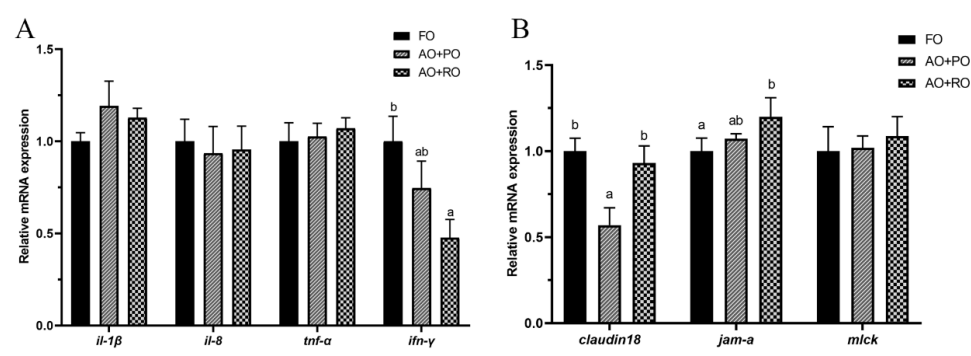 A
FO
AO+PO
AO+RO
Relative mRNA expression
1.5
1.0
0.5
0.0
b
ab
a
il-1β
il-8
tnf-α
ifn-γ
B
FO
AO+PO
AO+RO
Relative mRNA expression
1.5
1.0
0.5
0.0
b
a
b
a
ab
b
claudin18
jam-a
mlck